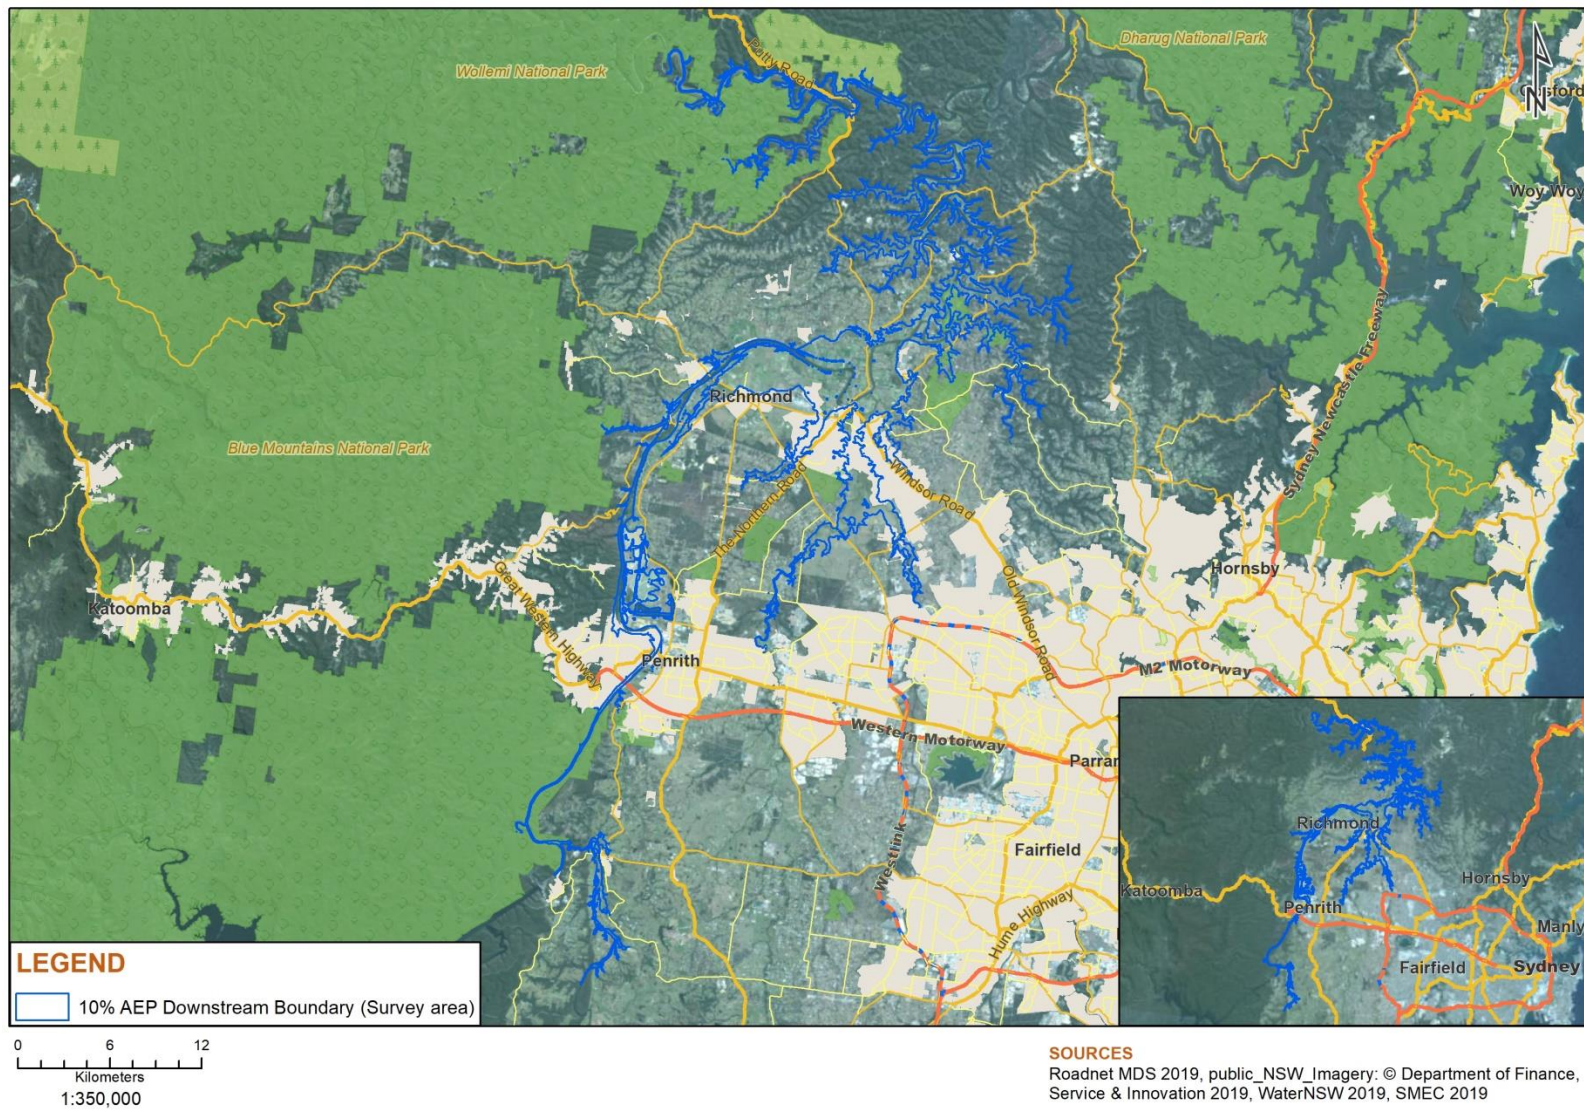 Putty Road
Dharug National Park
Wollemi National Park
Woy Woy
Sydney Newcastle Freeway
Richmond
Blue Mountains National Park
Windsor Road
The Northern Road
Great Western Highway
Old Windsor Road
Hornsby
Katoomba
Penrith
M2 Motorway
Western Motorway
Parrar
Fairfield
Westlink
Hume Highway
Richmond
Hornsby
Katoomba
Penrith
Manly
Fairfield
Sydney
LEGEND
10% AEP Downstream Boundary (Survey area)
0 6 12
Kilometers
1:350,000
SOURCES
Roadnet MDS 2019, public_NSW_Imagery: © Department of Finance,
Service & Innovation 2019, WaterNSW 2019, SMEC 2019